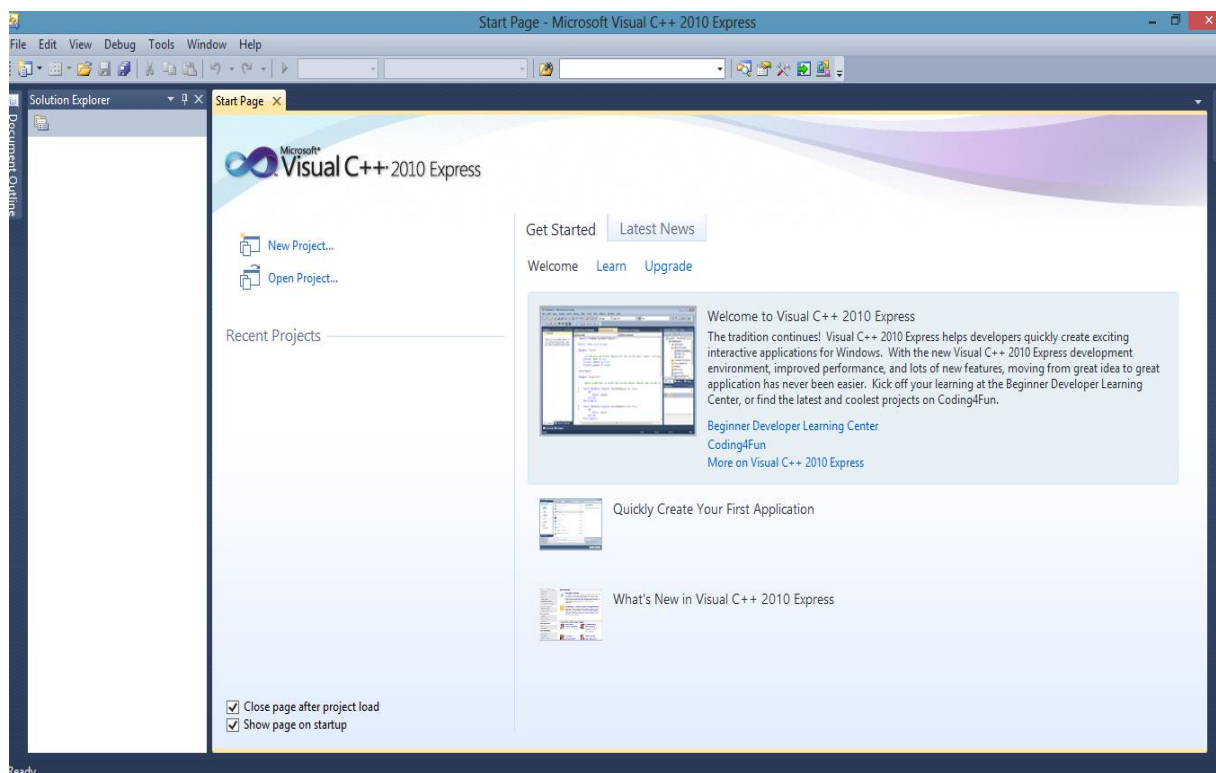 Start Page - Microsoft Visual C++ 2010 Express
File Edit View Debug Tools Window Help
Solution Explorer
Start Page
Document Outline
Microsoft®
Visual C++ 2010 Express
New Project...
Open Project...
Recent Projects
Close page after project load
Show page on startup
Get Started Latest News
Welcome Learn Upgrade
Welcome to Visual C++ 2010 Express
The tradition continues! Visual C++ 2010 Express helps developers quickly create exciting
interactive applications for Windows. With the new Visual C++ 2010 Express development
environment, improved performance, and lots of new features, moving from great idea to great
application has never been easier. Kick off your learning at the Beginner Developer Learning
Center, or find the latest and coolest projects on Coding4Fun.
Beginner Developer Learning Center
Coding4Fun
More on Visual C++ 2010 Express
Quickly Create Your First Application
What's New in Visual C++ 2010 Express
Ready